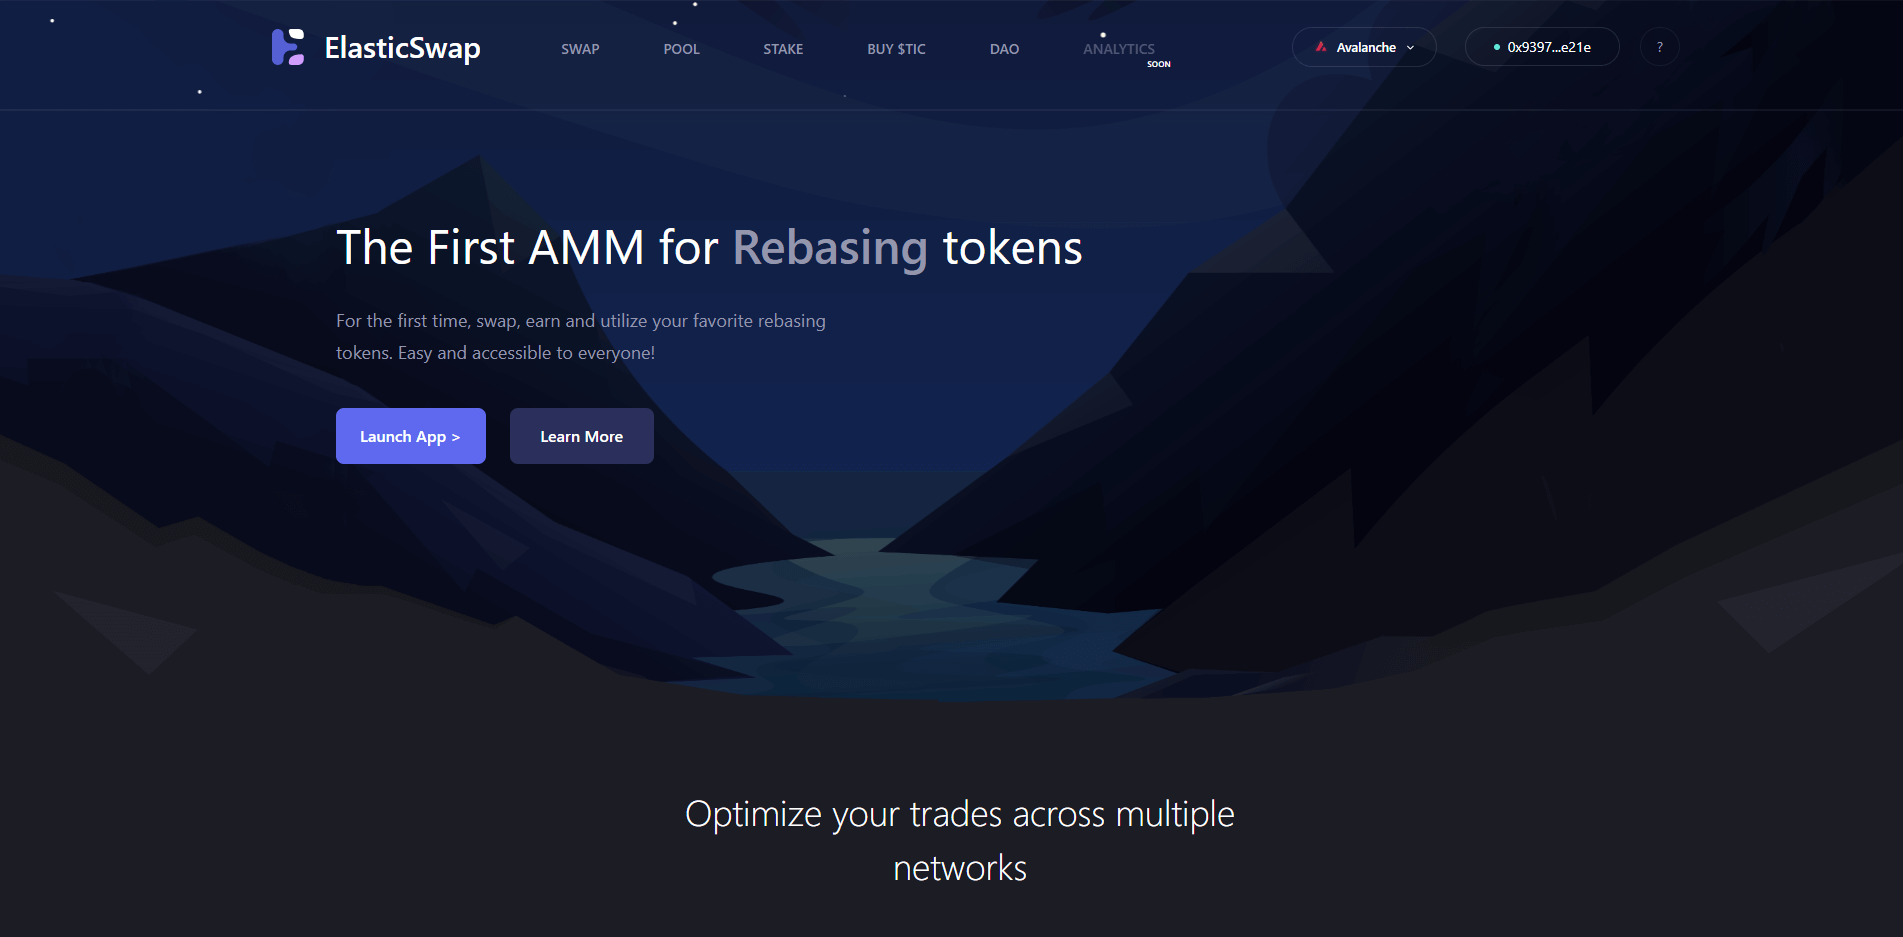 ElasticSwap
SWAP
POOL
STAKE
BUY $TIC
DAO
ANALYTICS
SOON
Avalanche
0x9397...e21e
?
The First AMM for Rebasing tokens
For the first time, swap, earn and utilize your favorite rebasing
tokens. Easy and accessible to everyone!
Launch App >
Learn More
Optimize your trades across multiple
networks